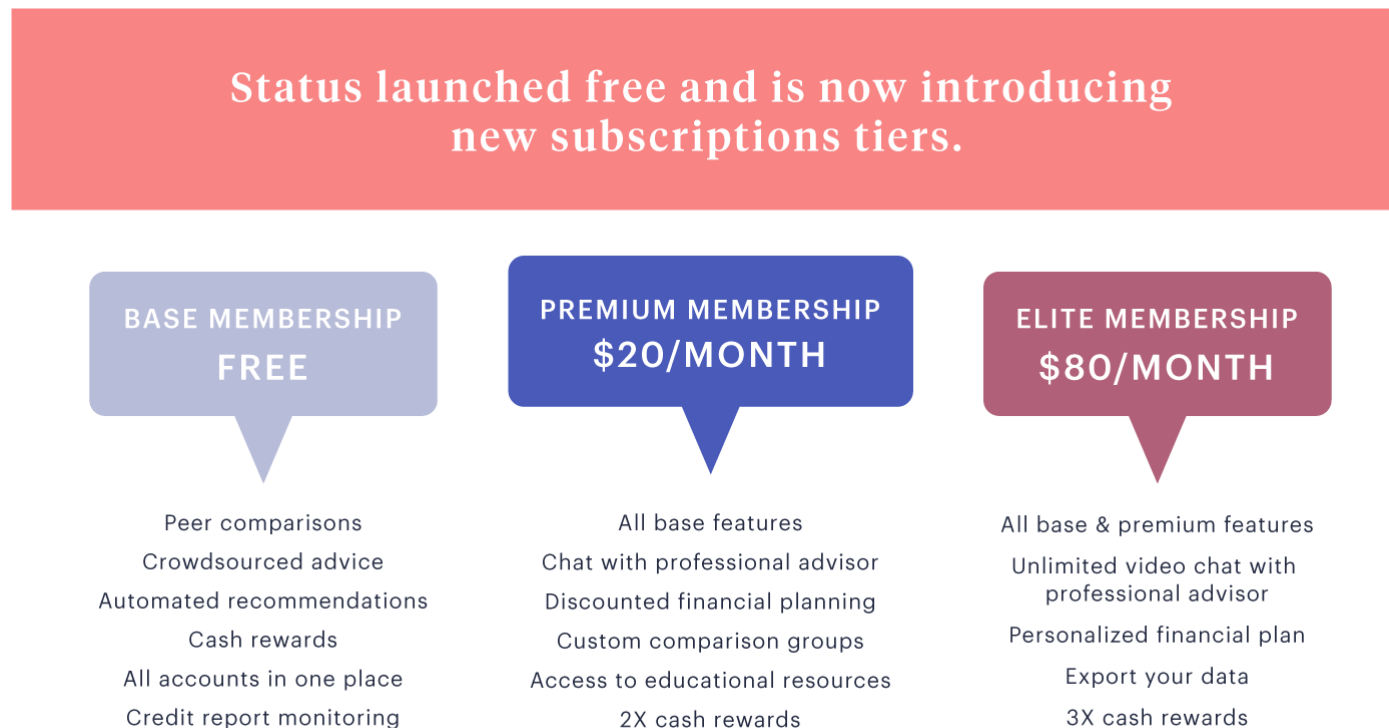 Status launched free and is now introducing
new subscriptions tiers.
BASE MEMBERSHIP
FREE
Peer comparisons
Crowdsourced advice
Automated recommendations
Cash rewards
All accounts in one place
Credit report monitoring
PREMIUM MEMBERSHIP
$20/MONTH
All base features
Chat with professional advisor
Discounted financial planning
Custom comparison groups
Access to educational resources
2X cash rewards
ELITE MEMBERSHIP
$80/MONTH
All base & premium features
Unlimited video chat with
professional advisor
Personalized financial plan
Export your data
3X cash rewards